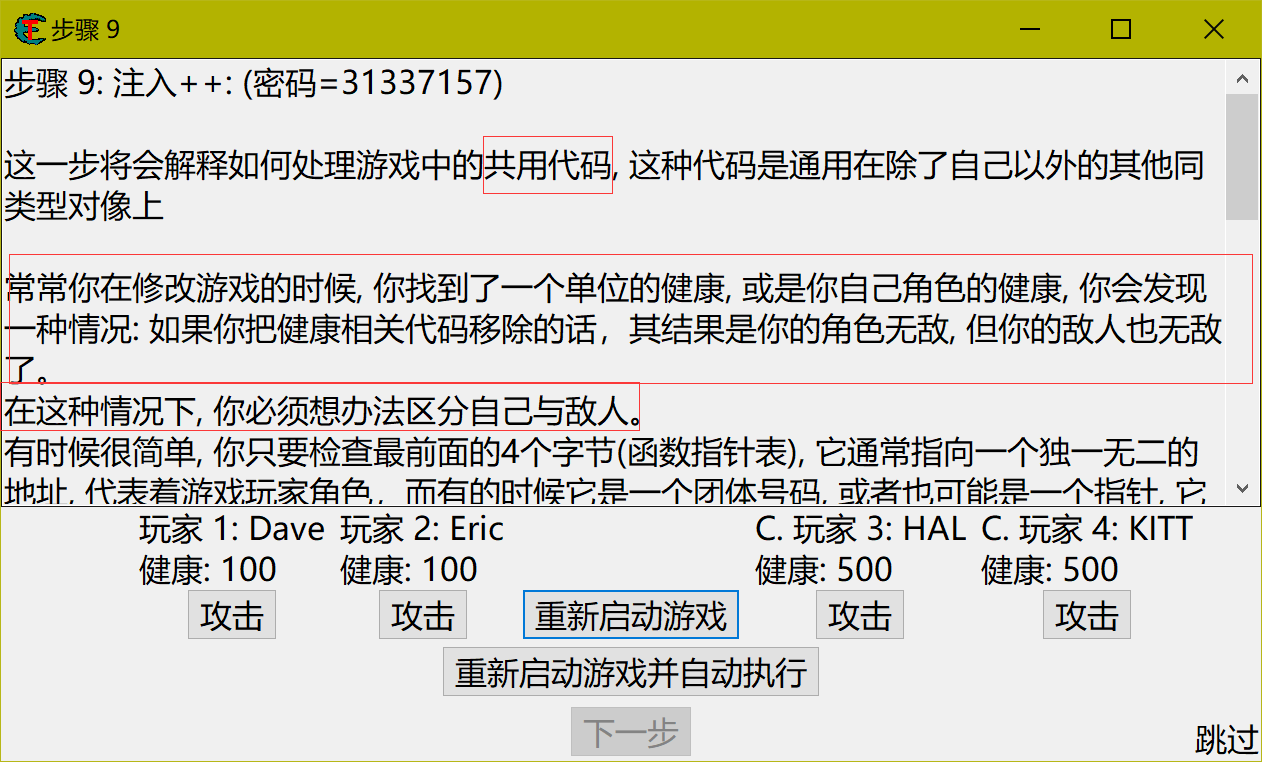 步骤 9
步骤 9: 注入++: (密码=31337157)
这一步将会解释如何处理游戏中的共用代码, 这种代码是通用在除了自己以外的其他同
类型对像上
常常你在修改游戏的时候, 你找到了一个单位的健康, 或是你自己角色的健康, 你会发现
一种情况: 如果你把健康相关代码移除的话，其结果是你的角色无敌, 但你的敌人也无敌
了。
在这种情况下, 你必须想办法区分自己与敌人。
有时候很简单, 你只要检查最前面的4个字节(函数指针表), 它通常指向一个独一无二的
地址, 代表着游戏玩家角色，而有的时候它是一个团体号码, 或者也可能是一个指针, 它
玩家 1: Dave 玩家 2: Eric C. 玩家 3: HAL C. 玩家 4: KITT
健康: 100 健康: 100 健康: 500 健康: 500
攻击 攻击 重新启动游戏 攻击 攻击
重新启动游戏并自动执行
下一步
跳过